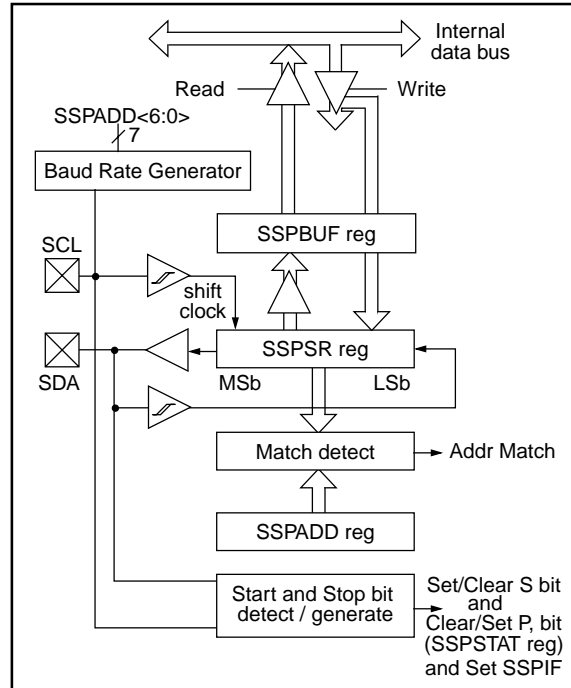 Internal
data bus
Read
Write
SSPADD<6:0>
7
Baud Rate Generator
SSPBUF reg
SCL
shift
clock
SSPSR reg
SDA
MSb
LSb
Match detect
Addr Match
SSPADD reg
Start and Stop bit
detect / generate
Set/Clear S bit
and
Clear/Set P, bit
(SSPSTAT reg)
and Set SSPIF